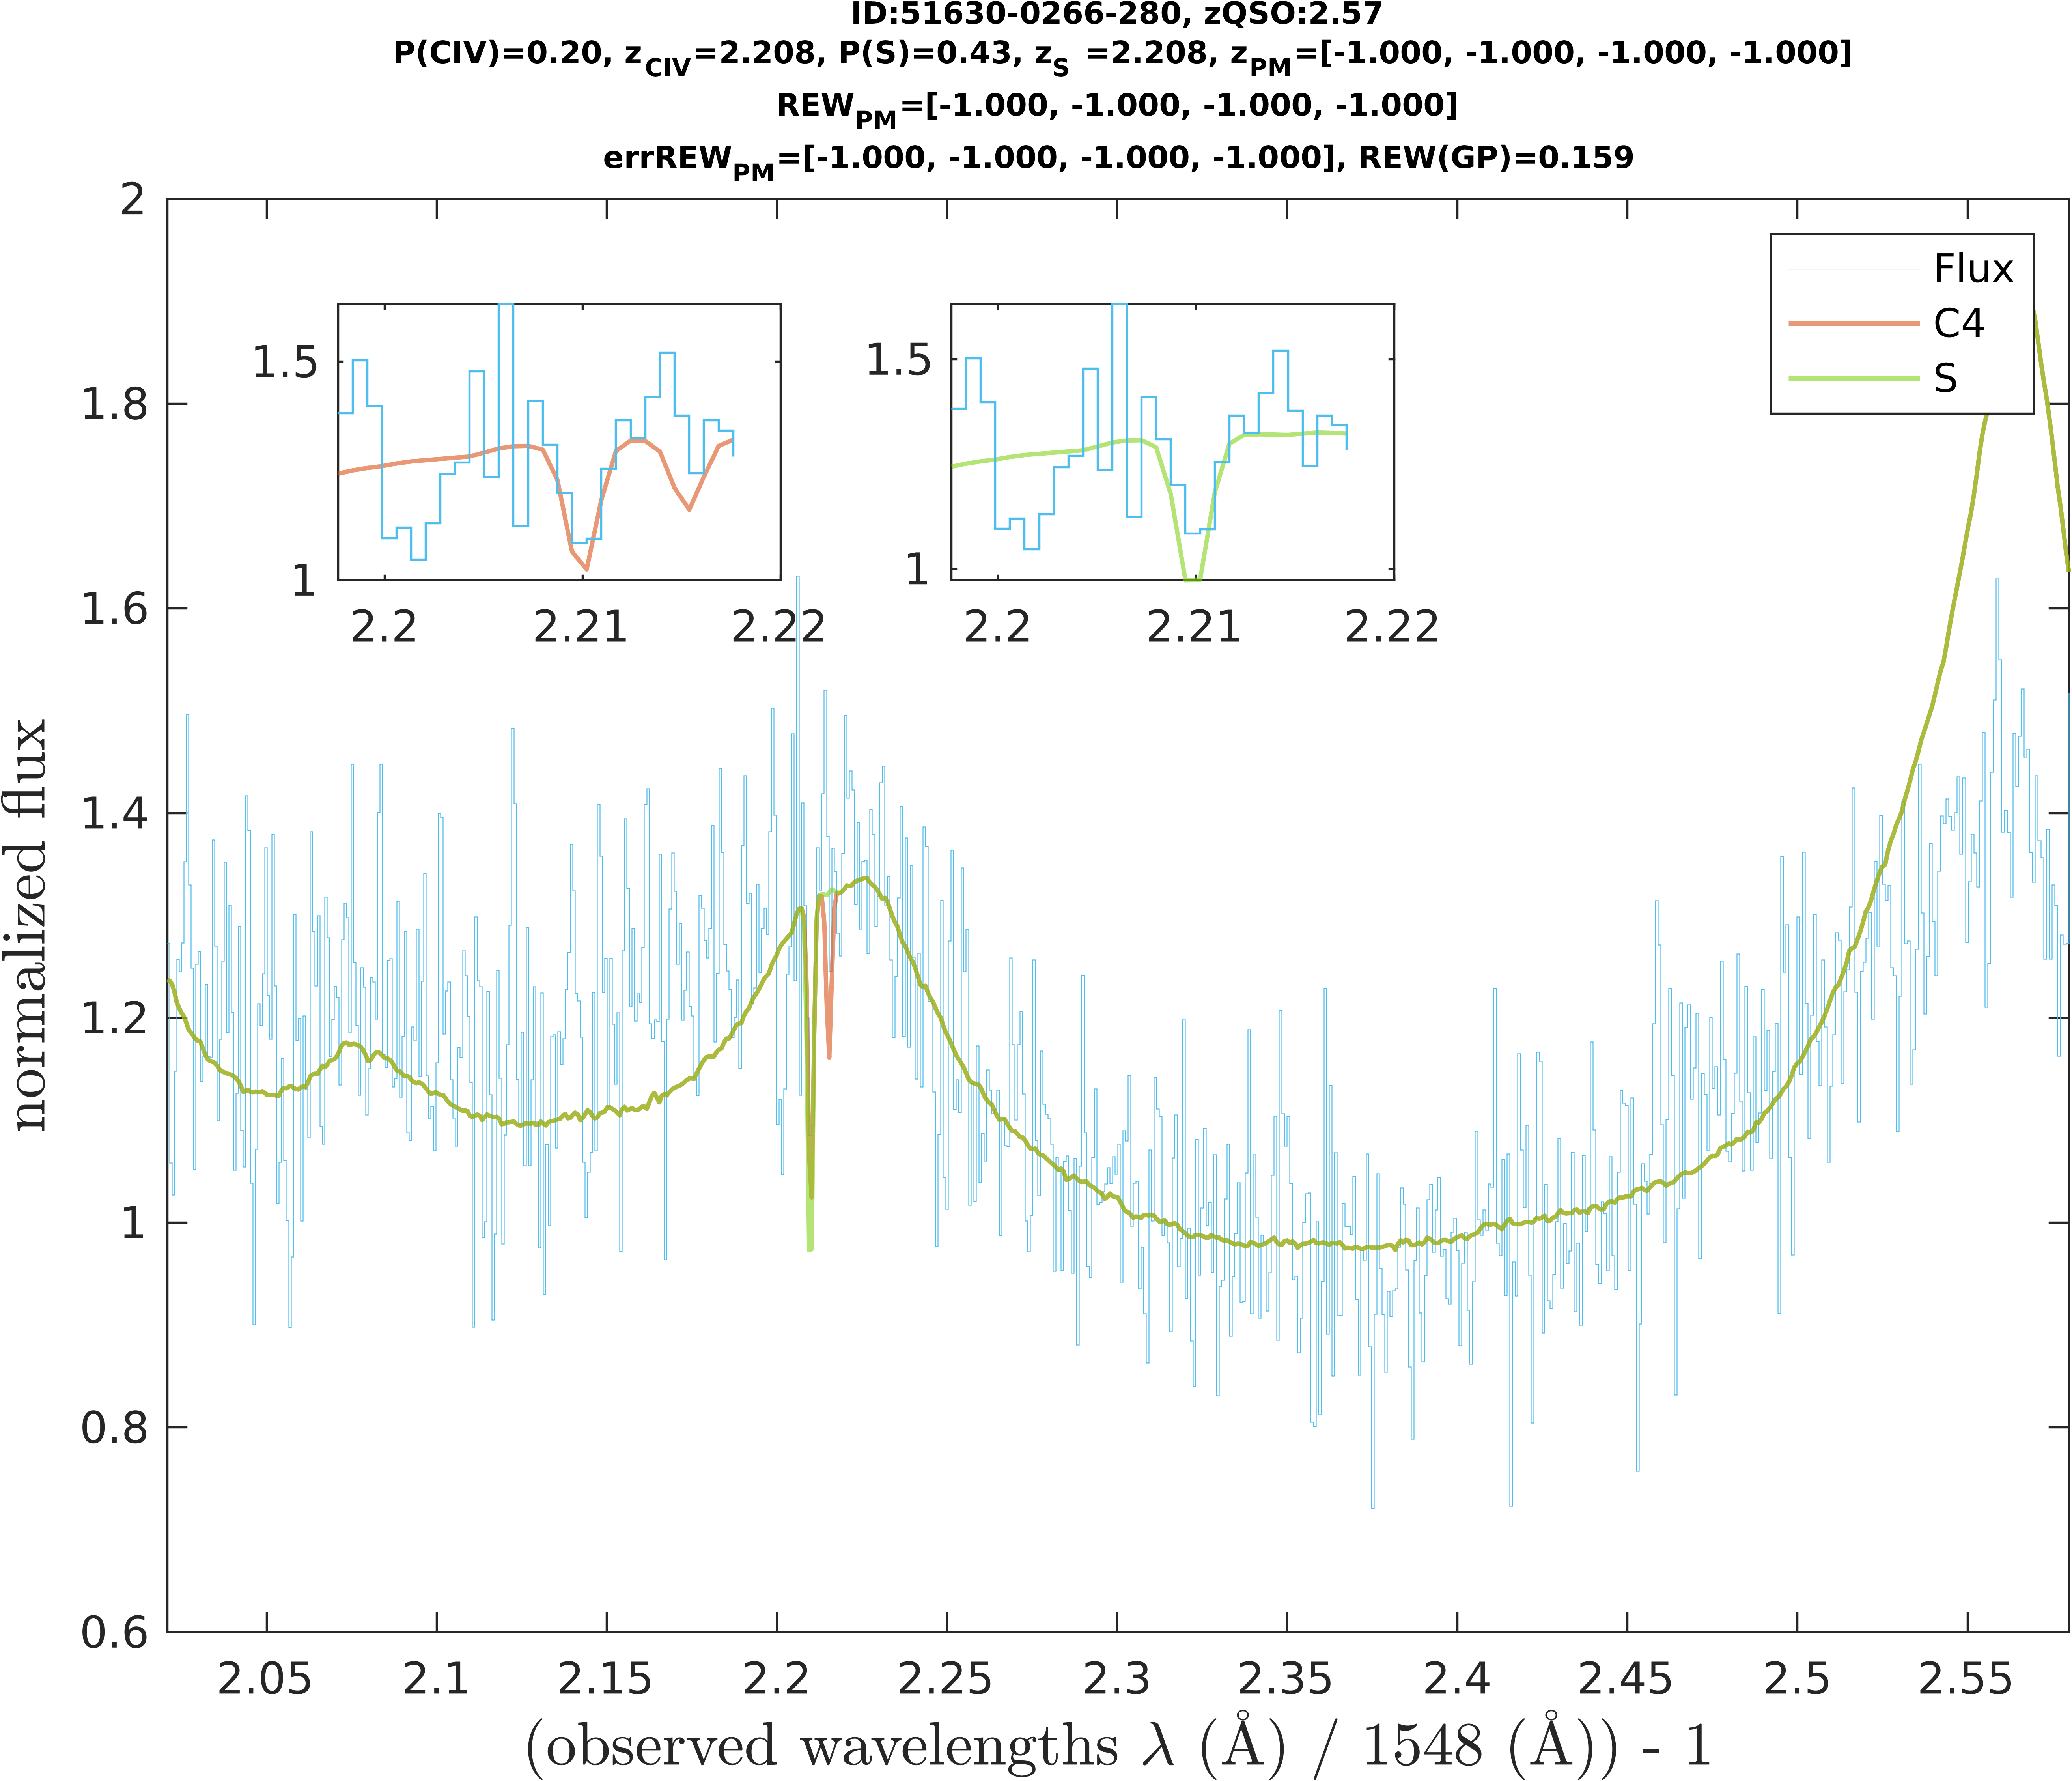 ID:51630-0266-280, zQSO:2.57
P(CIV)=0.20, zCIV=2.208, P(S)=0.43, zS =2.208, zPM=[-1.000, -1.000, -1.000, -1.000]
REWPM=[-1.000, -1.000, -1.000, -1.000]
errREWPM=[-1.000, -1.000, -1.000, -1.000], REW(GP)=0.159
2
1.8
1.6
1.4
1.2
1
0.8
0.6
normalized flux
1.5
1
2.2 2.21 2.22
1.5
1
2.2 2.21 2.22
Flux
C4
S
2.05 2.1 2.15 2.2 2.25 2.3 2.35 2.4 2.45 2.5 2.55
(observed wavelengths λ (Å) / 1548 (Å)) - 1